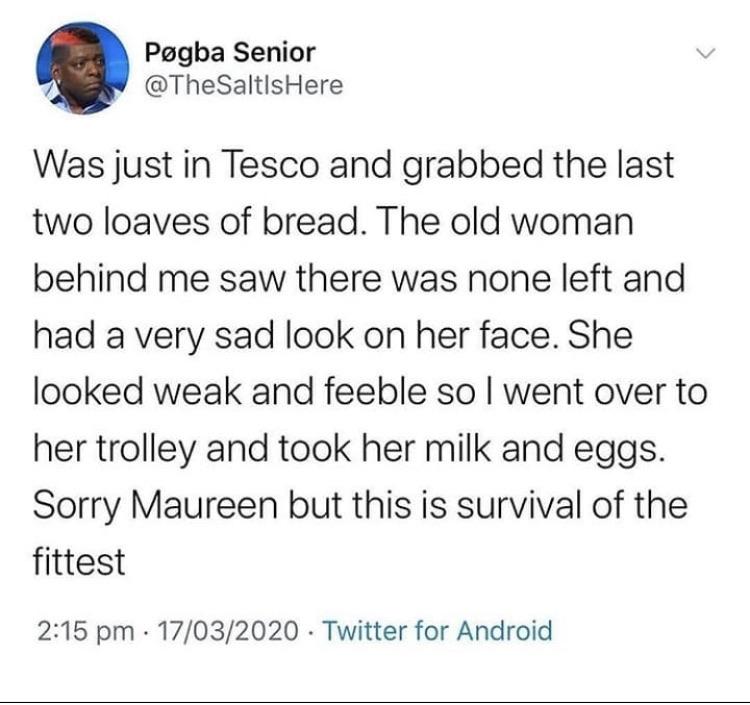 Pøgba Senior
@TheSaltIsHere
Was just in Tesco and grabbed the last
two loaves of bread. The old woman
behind me saw there was none left and
had a very sad look on her face. She
looked weak and feeble so I went over to
her trolley and took her milk and eggs.
Sorry Maureen but this is survival of the
fittest
2:15 pm · 17/03/2020 · Twitter for Android